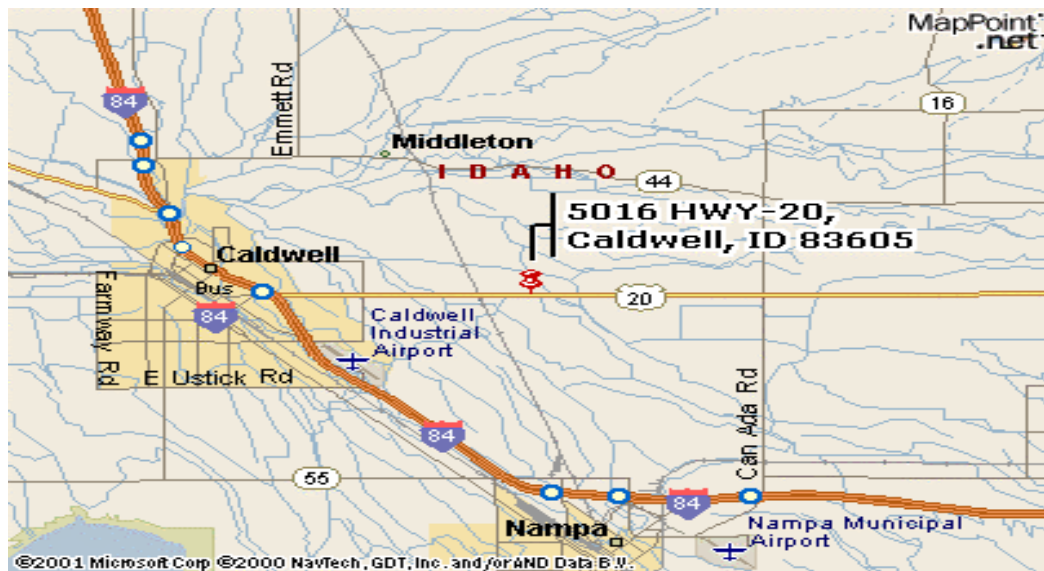 MapPoint
.net
84
Emmett Rd
16
Middleton
IDAHO
44
5016 HWY-20,
Caldwell, ID 83605
Caldwell
Bus
20
84
Farmway Rd
Caldwell
Industrial
Airport
E Ustick Rd
Can Ada Rd
84
55
84
Nampa
Nampa Municipal
Airport
©2001 Microsoft Corp ©2000 NavTech, GDT, Inc. and/or AND Data B.V.